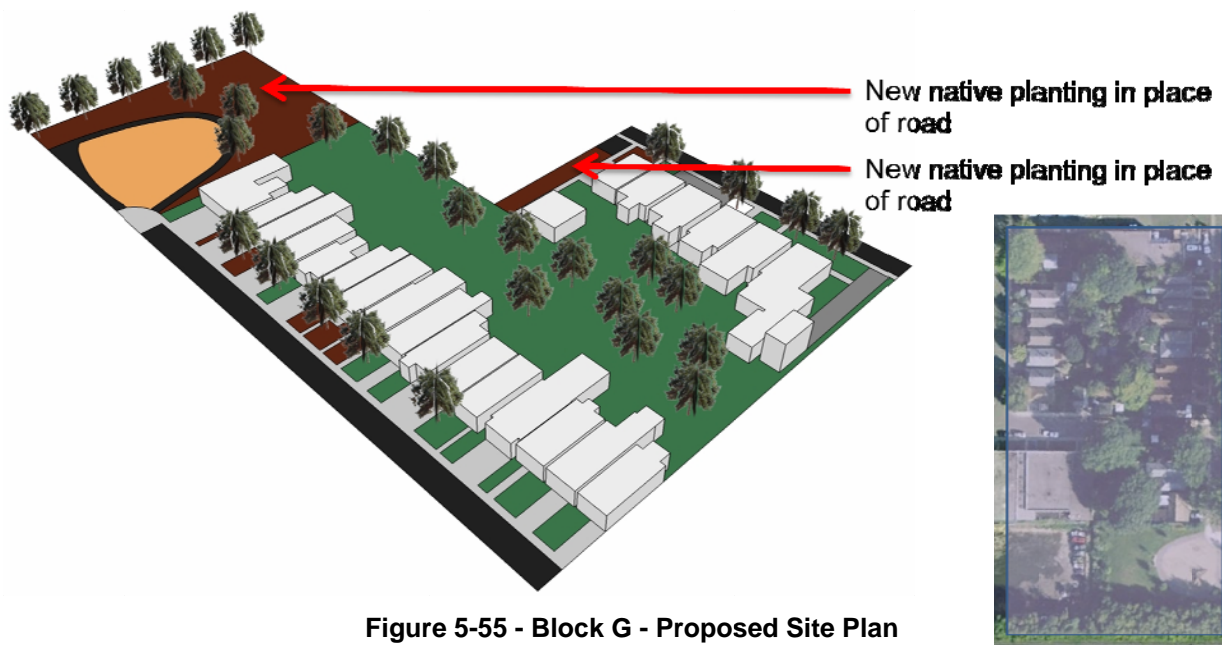 New native planting in place
of road
New native planting in place
of road
Figure 5-55 - Block G - Proposed Site Plan